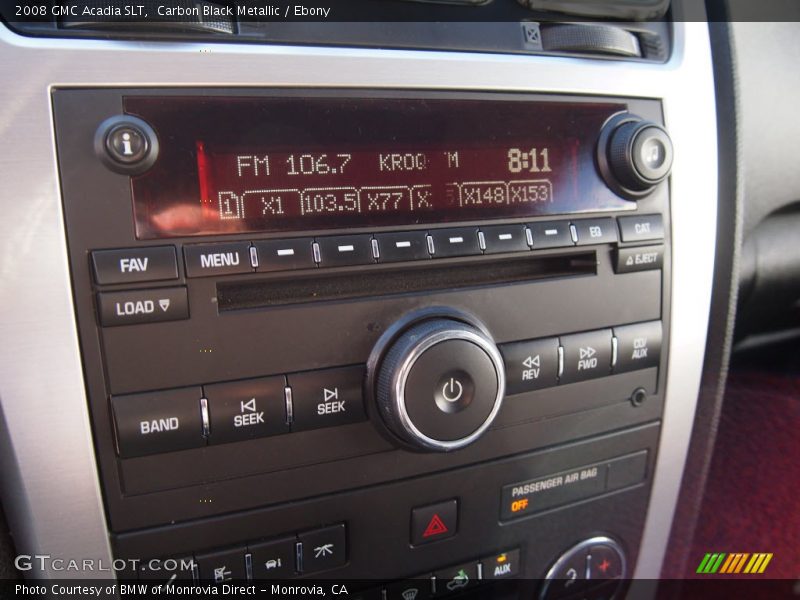 2008 GMC Acadia SLT, Carbon Black Metallic / Ebony
i
FM 106.7 KROQ 8:11
1 X1 103.5 X77 X148 X153
FAV MENU EQ CAT
LOAD EJECT
REV FWD CD/AUX
BAND SEEK SEEK
PASSENGER AIR BAG
OFF
AUX
GTCARLOT.COM
Photo Courtesy of BMW of Monrovia Direct - Monrovia, CA